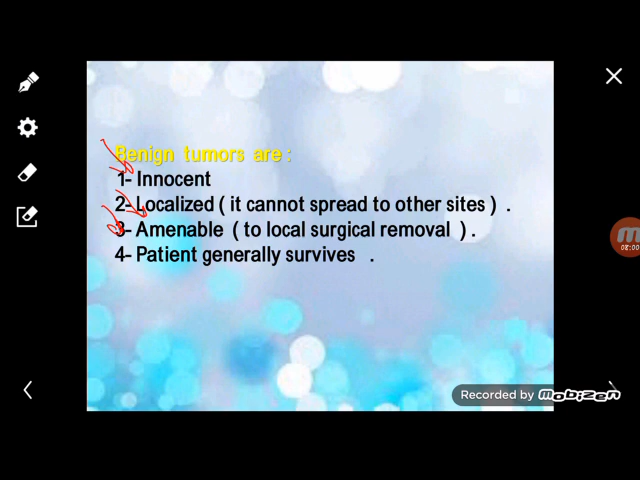 Benign tumors are :
1- Innocent
2- Localized ( it cannot spread to other sites ) .
3- Amenable ( to local surgical removal ) .
4- Patient generally survives .
Recorded by mobizen